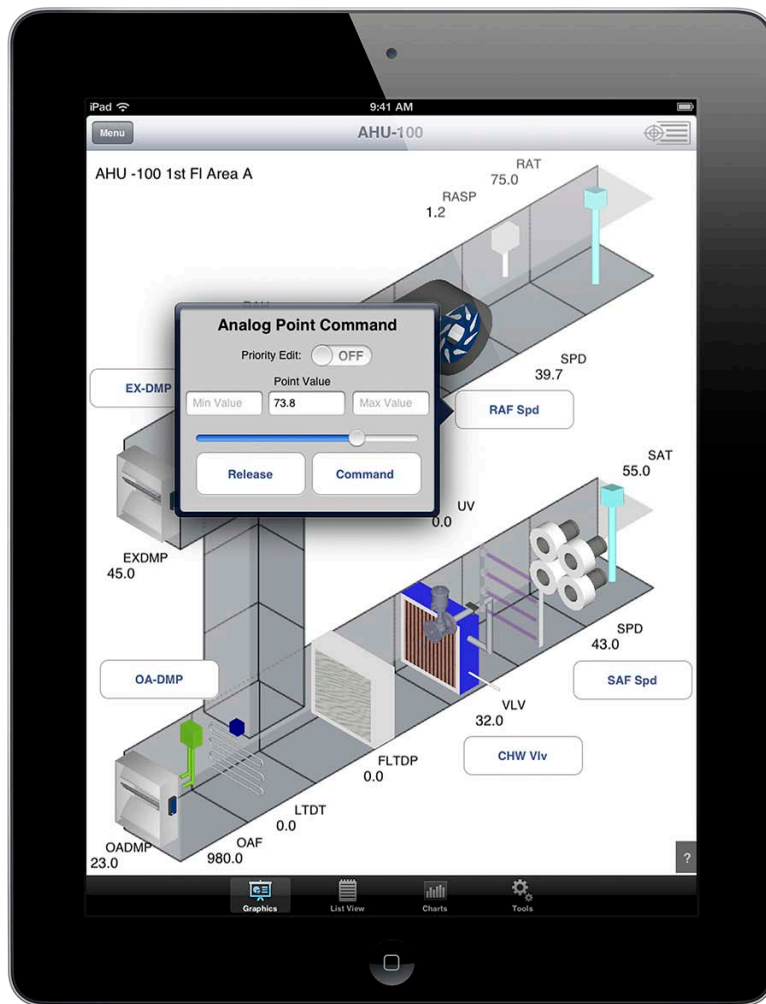 iPad
9:41 AM
Menu
AHU-100
AHU -100 1st Fl Area A
RAT
75.0
RASP
1.2
Analog Point Command
Priority Edit:
OFF
Point Value
Min Value
73.8
Max Value
Release
Command
EX-DMP
SPD
39.7
RAF Spd
SAT
55.0
UV
0.0
EXDMP
45.0
SPD
43.0
OA-DMP
SAF Spd
VLV
32.0
CHW Vlv
FLTDP
0.0
LTDT
0.0
OAF
980.0
OADMP
23.0
?
Graphics
List View
Charts
Tools